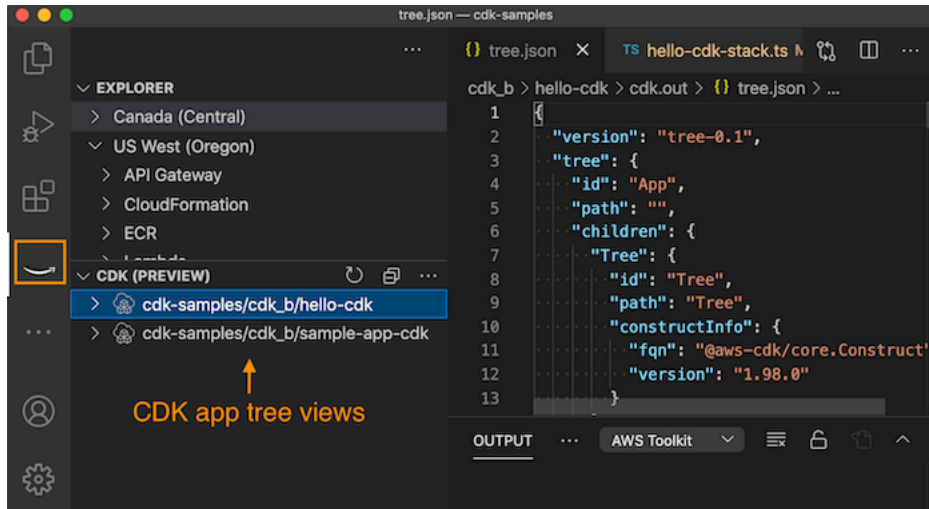 tree.json — cdk-samples
EXPLORER
Canada (Central)
US West (Oregon)
API Gateway
CloudFormation
ECR
Lambda
CDK (PREVIEW)
cdk-samples/cdk_b/hello-cdk
cdk-samples/cdk_b/sample-app-cdk
CDK app tree views
{} tree.json × TS hello-cdk-stack.ts M
cdk_b > hello-cdk > cdk.out > {} tree.json > ...
1 {
2 "version": "tree-0.1",
3 "tree": {
4 "id": "App",
5 "path": "",
6 "children": {
7 "Tree": {
8 "id": "Tree",
9 "path": "Tree",
10 "constructInfo": {
11 "fqn": "@aws-cdk/core.Construct"
12 "version": "1.98.0"
13 }
OUTPUT ... AWS Toolkit